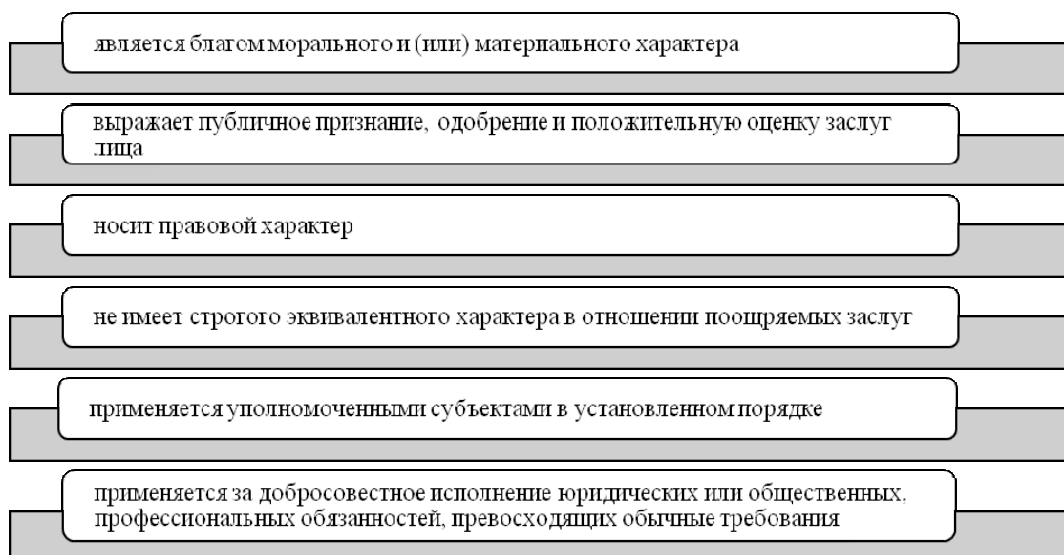 является благом морального и (или) материального характера
выражает публичное признание, одобрение и положительную оценку заслуг
лица
носит правовой характер
не имеет строгого эквивалентного характера в отношении поощряемых заслуг
применяется уполномоченными субъектами в установленном порядке
применяется за добросовестное исполнение юридических или общественных,
профессиональных обязанностей, превосходящих обычные требования